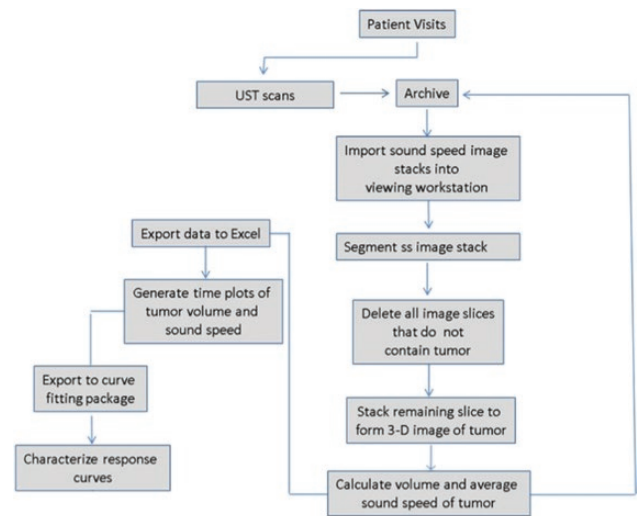 Patient Visits
UST scans
Archive
Import sound speed image
stacks into
viewing workstation
Segment ss image stack
Delete all image slices
that do not
contain tumor
Stack remaining slice to
form 3-D image of tumor
Calculate volume and average
sound speed of tumor
Export data to Excel
Generate time plots of
tumor volume and
sound speed
Export to curve
fitting package
Characterize response
curves